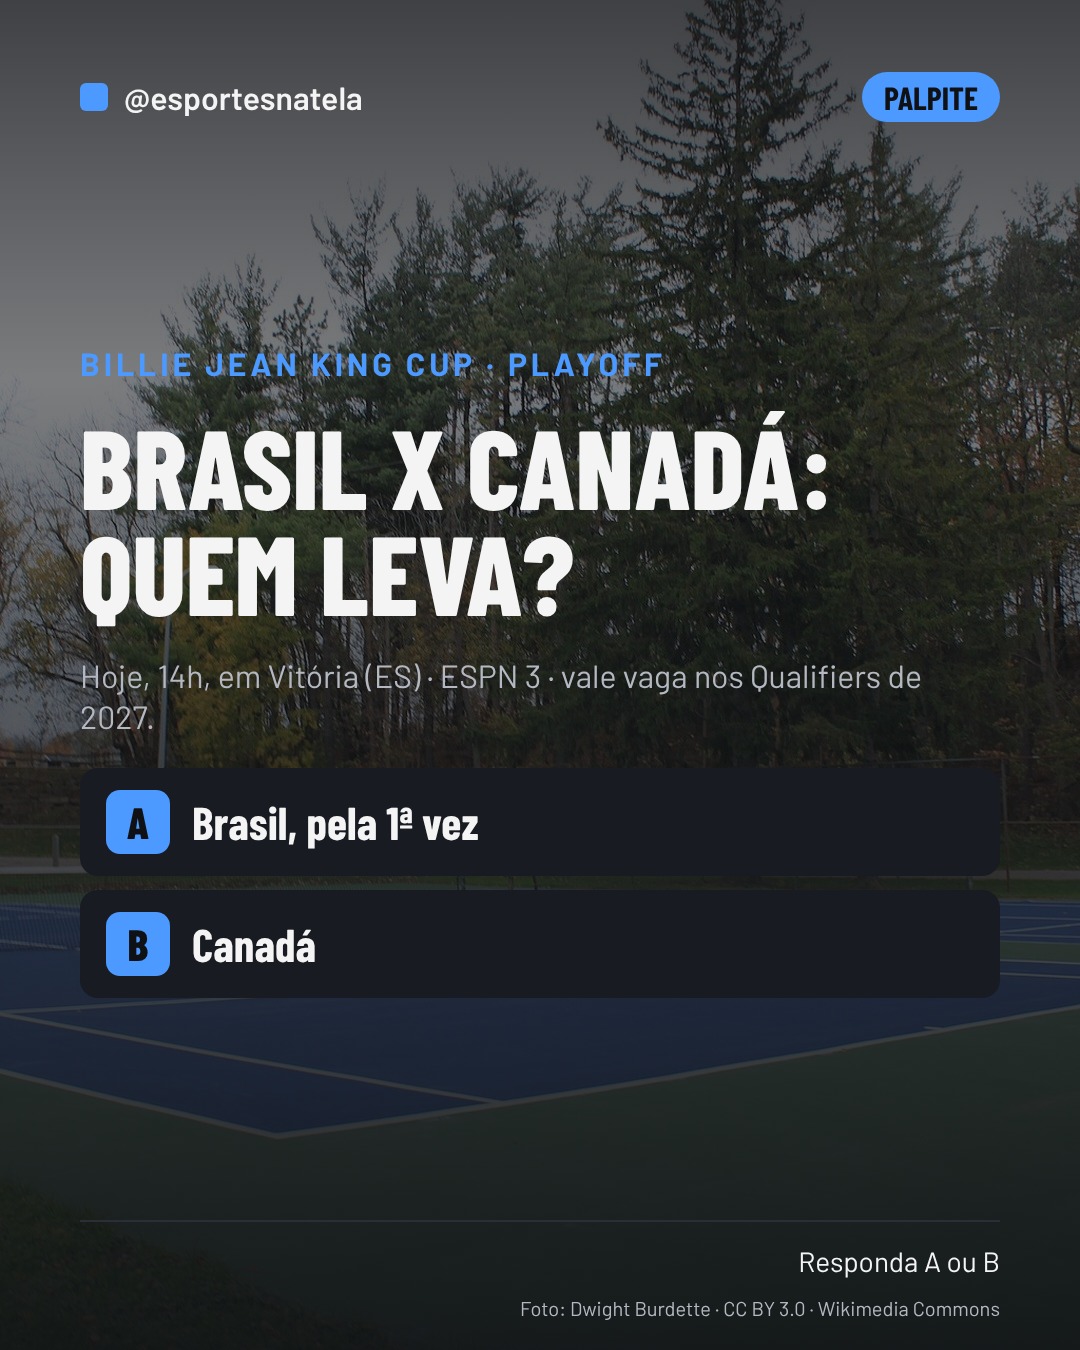 @esportesnatela
PALPITE
BILLIE JEAN KING CUP · PLAYOFF
BRASIL X CANADÁ:
QUEM LEVA?
Hoje, 14h, em Vitória (ES) · ESPN 3 · vale vaga nos Qualifiers de
2027.
A Brasil, pela 1ª vez
B Canadá
Responda A ou B
Foto: Dwight Burdette · CC BY 3.0 · Wikimedia Commons